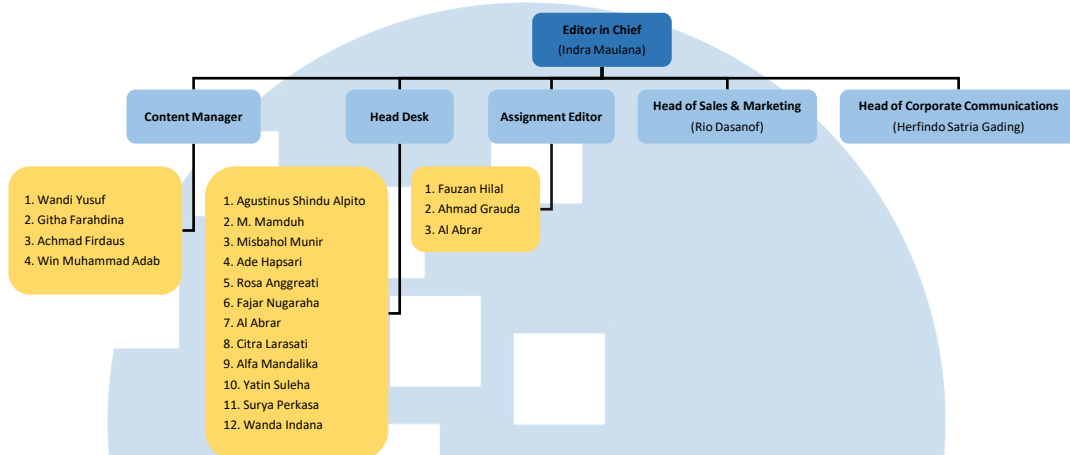 Editor in Chief
(Indra Maulana)
Content Manager
Head Desk
Assignment Editor
Head of Sales & Marketing
(Rio Dasanof)
Head of Corporate Communications
(Herfindo Satria Gading)
1. Wandi Yusuf
2. Githa Farahdina
3. Achmad Firdaus
4. Win Muhammad Adab
1. Agustinus Shindu Alpito
2. M. Mamduh
3. Misbahol Munir
4. Ade Hapsari
5. Rosa Anggreati
6. Fajar Nugaraha
7. Al Abrar
8. Citra Larasati
9. Alfa Mandalika
10. Yatin Suleha
11. Surya Perkasa
12. Wanda Indana
1. Fauzan Hilal
2. Ahmad Grauda
3. Al Abrar